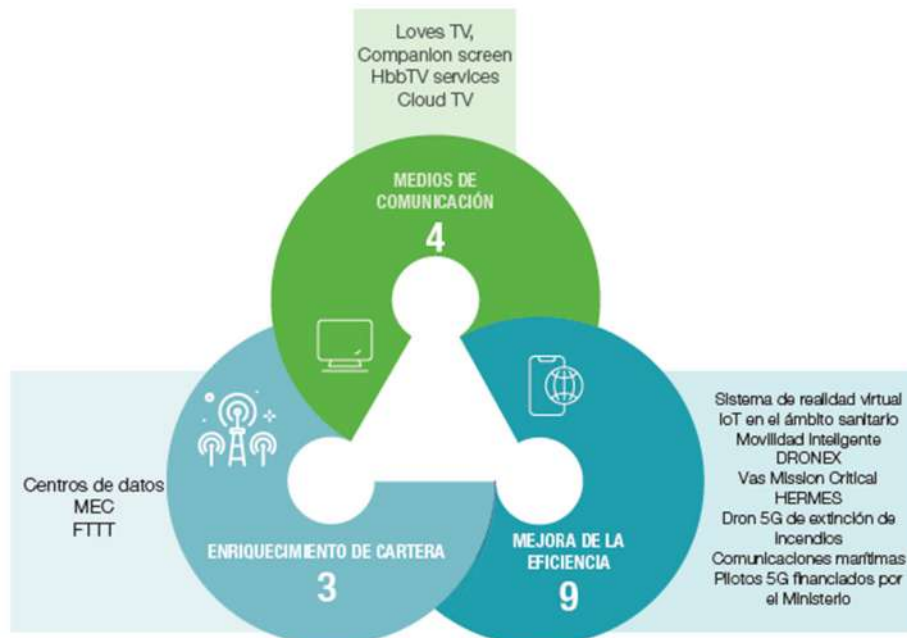 Loves TV,
Companion screen
HbbTV services
Cloud TV
MEDIOS DE
COMUNICACIÓN
4
Centros de datos
MEC
FTTT
ENRIQUECIMIENTO DE CARTERA
3
MEJORA DE LA
EFICIENCIA
9
Sistema de realidad virtual
IoT en el ámbito sanitario
Movilidad Inteligente
DRONEX
Vas Mission Critical
HERMES
Dron 5G de extinción de
Incendios
Comunicaciones marítimas
Pilotos 5G financiados por
el Ministerio